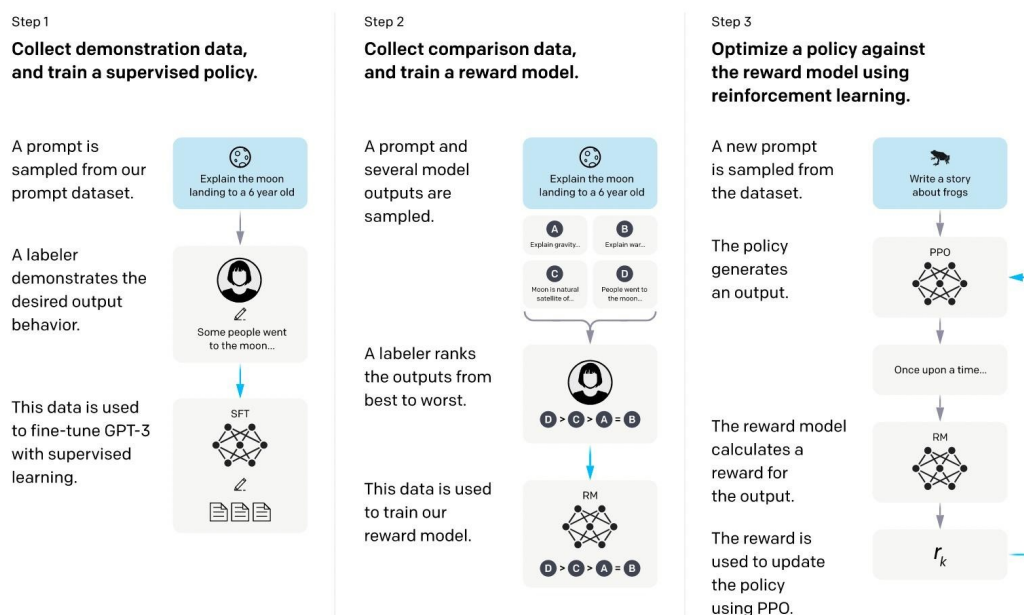 Step 1
Collect demonstration data,
and train a supervised policy.
A prompt is
sampled from our
prompt dataset.
Explain the moon
landing to a 6 year old
A labeler
demonstrates the
desired output
behavior.
Some people went
to the moon...
This data is used
to fine-tune GPT-3
with supervised
learning.
SFT
Step 2
Collect comparison data,
and train a reward model.
A prompt and
several model
outputs are
sampled.
Explain the moon
landing to a 6 year old
A
Explain gravity...
B
Explain war...
C
Moon is natural
satellite of...
D
People went to
the moon...
A labeler ranks
the outputs from
best to worst.
D > C > A = B
This data is used
to train our
reward model.
RM
D > C > A = B
Step 3
Optimize a policy against
the reward model using
reinforcement learning.
A new prompt
is sampled from
the dataset.
Write a story
about frogs
The policy
generates
an output.
PPO
Once upon a time...
The reward model
calculates a
reward for
the output.
RM
The reward is
used to update
the policy
using PPO.
r_k